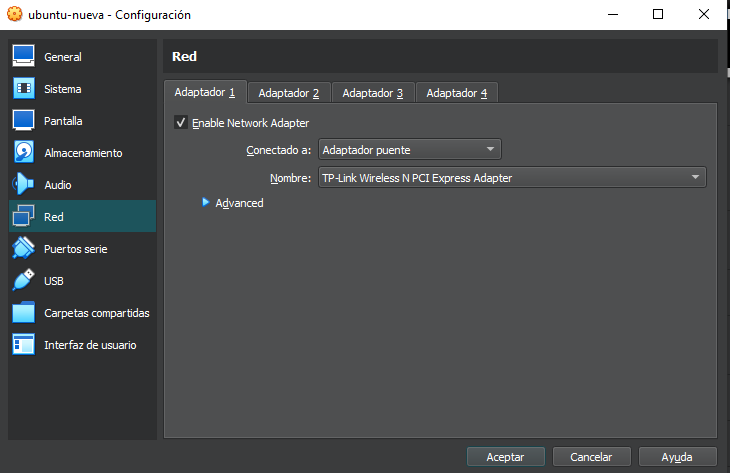 ubuntu-nueva - Configuración
General
Sistema
Pantalla
Almacenamiento
Audio
Red
Puertos serie
USB
Carpetas compartidas
Interfaz de usuario
Red
Adaptador 1 Adaptador 2 Adaptador 3 Adaptador 4
Enable Network Adapter
Conectado a: Adaptador puente
Nombre: TP-Link Wireless N PCI Express Adapter
Advanced
Aceptar Cancelar Ayuda